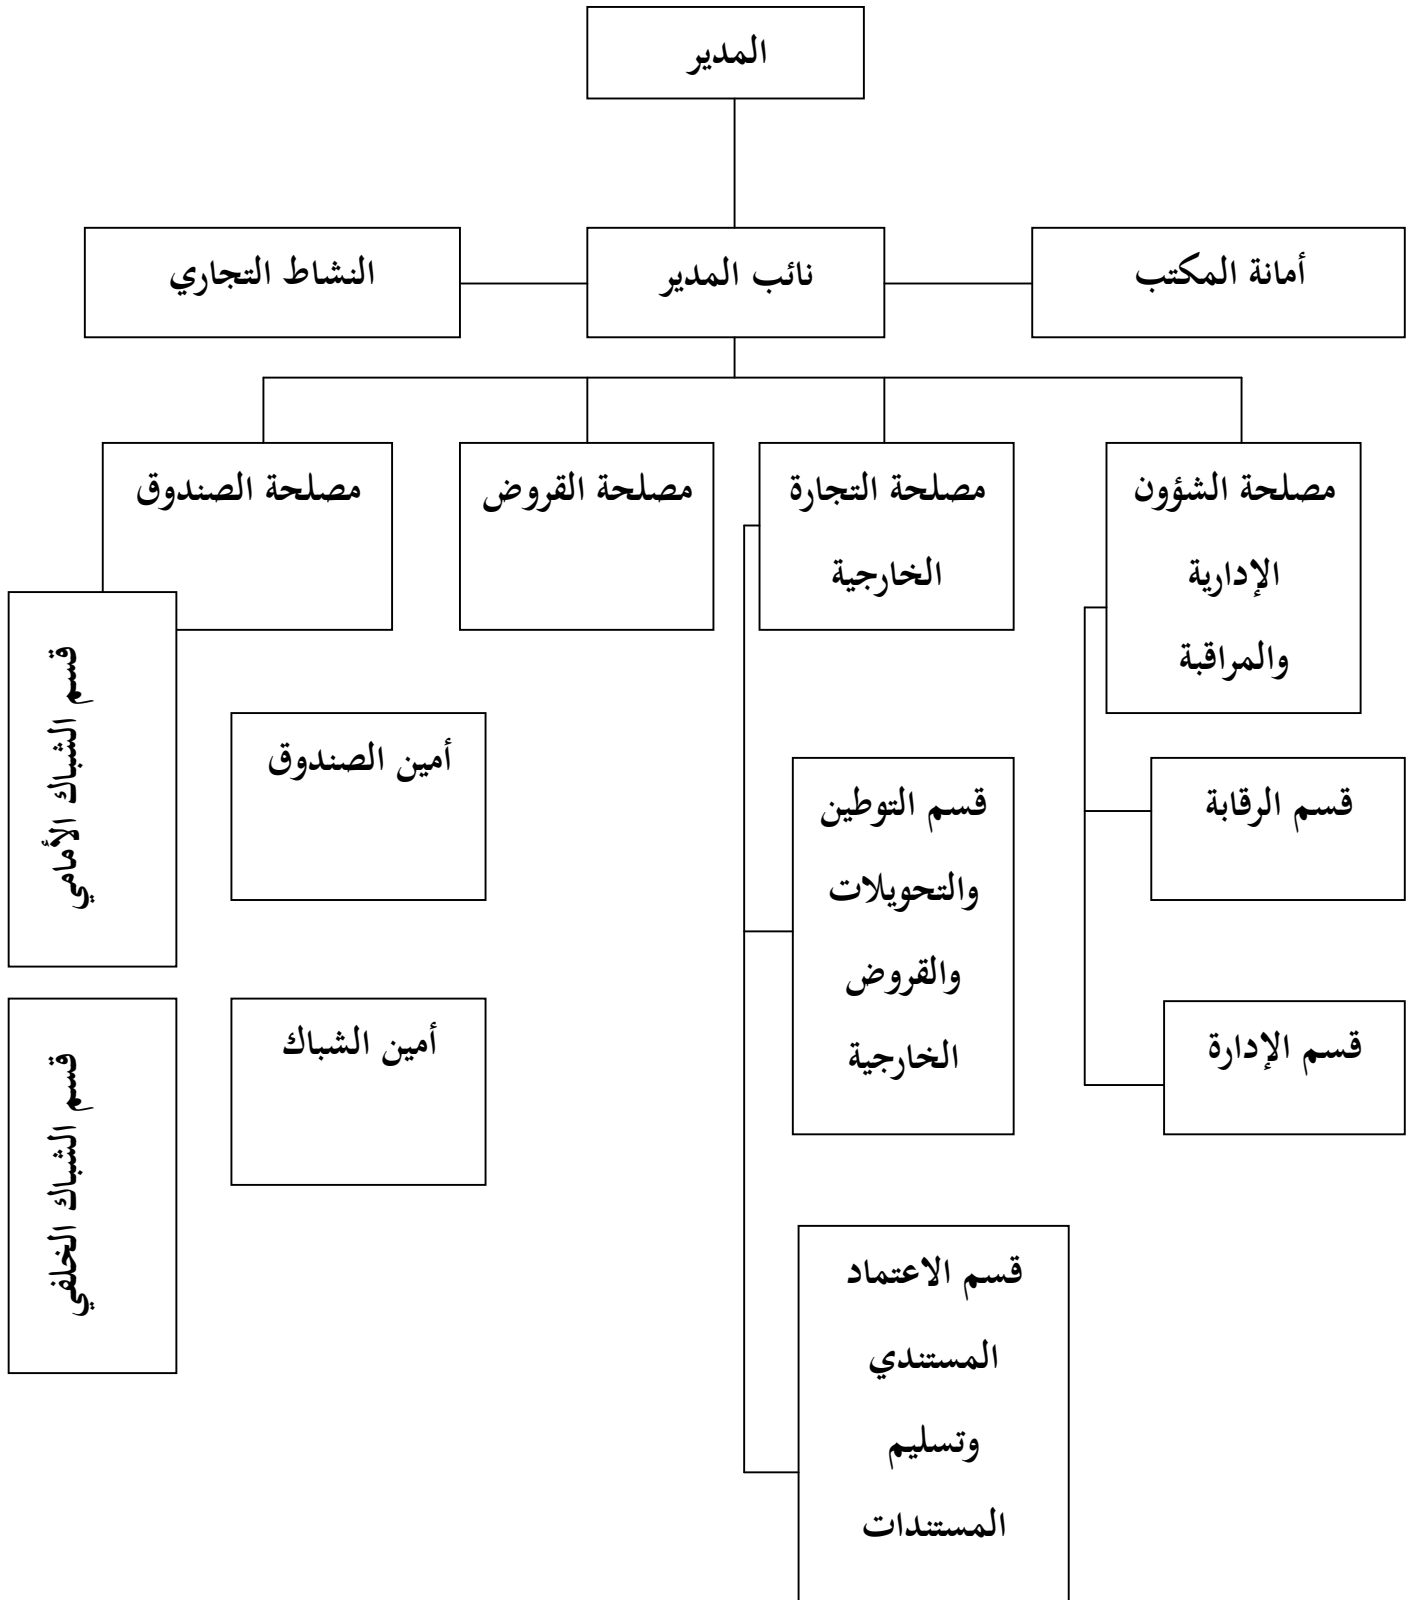 المدير
أمانة المكتب
نائب المدير
النشاط التجاري
مصلحة الشؤون
الإدارية
والمراقبة
مصلحة التجارة
الخارجية
مصلحة القروض
مصلحة الصندوق
قسم الرقابة
قسم الإدارة
قسم التوطين
والتحويلات
والقروض
الخارجية
قسم الاعتماد
المستندي
وتسليم
المستندات
أمين الصندوق
أمين الشباك
قسم الشباك الأمامي
قسم الشباك الخلفي